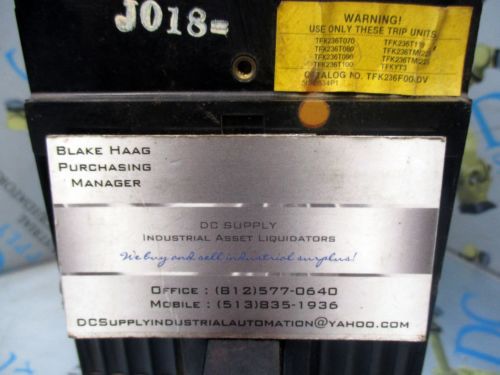 J018-
WARNING!
USE ONLY THESE TRIP UNITS
TFK236T070
TFK236T080
TFK236T100
TFKYT3
CATALOG NO. TFK236F00-DV
BLAKE HAAG
PURCHASING
MANAGER
DC SUPPLY
INDUSTRIAL ASSET LIQUIDATORS
We buy and sell industrial surplus!
OFFICE : (812)577-0640
MOBILE : (513)835-1936
DCSUPPLYINDUSTRIALAUTOMATION@YAHOO.COM